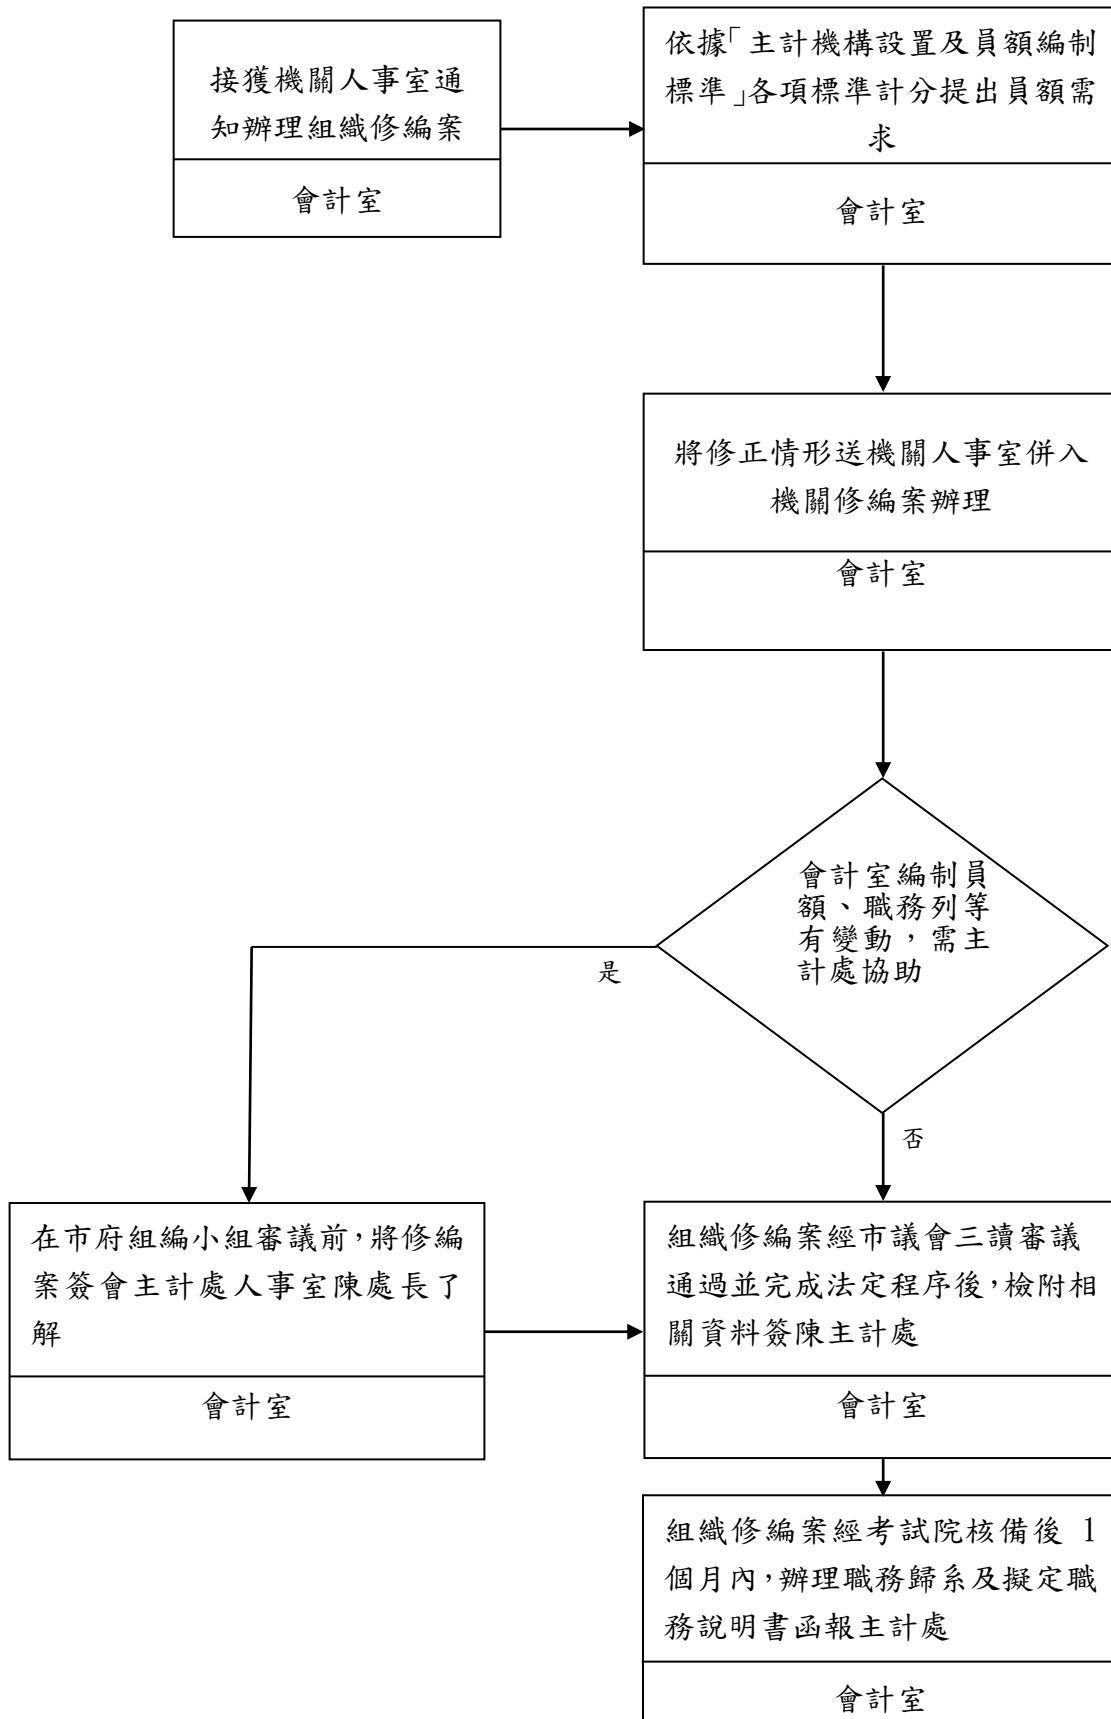 接獲機關人事室通
知辦理組織修編案
會計室
依據「主計機構設置及員額編制
標準」各項標準計分提出員額需
求
會計室
將修正情形送機關人事室併入
機關修編案辦理
會計室
會計室編制員
額、職務列等
有變動，需主
計處協助
是
否
在市府組編小組審議前，將修編
案簽會主計處人事室陳處長了
解
會計室
組織修編案經市議會三讀審議
通過並完成法定程序後，檢附相
關資料簽陳主計處
會計室
組織修編案經考試院核備後 1
個月內，辦理職務歸系及擬定職
務說明書函報主計處
會計室